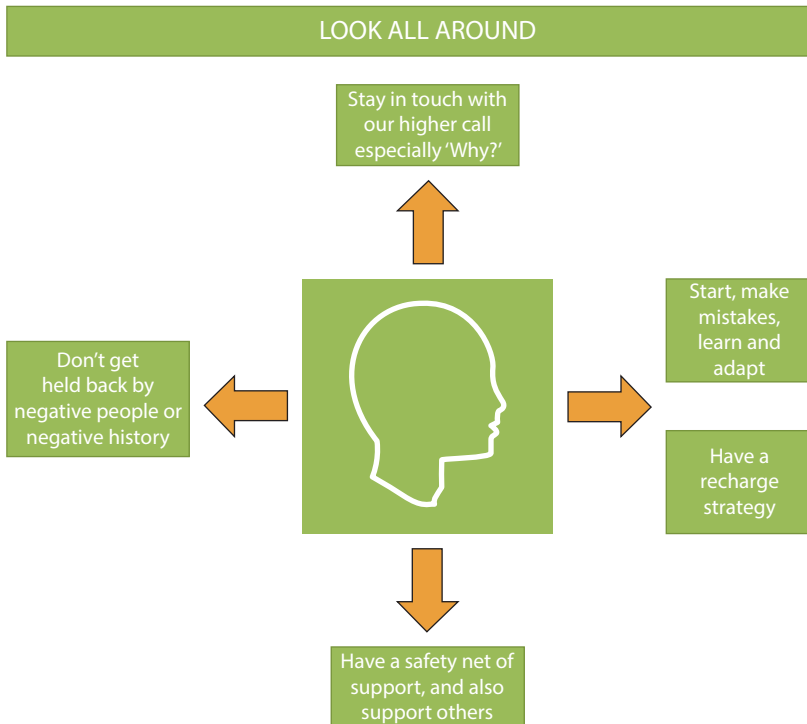 LOOK ALL AROUND
Stay in touch with
our higher call
especially ‘Why?’
Start, make
mistakes,
learn and
adapt
Don’t get
held back by
negative people or
negative history
Have a
recharge
strategy
Have a safety net of
support, and also
support others